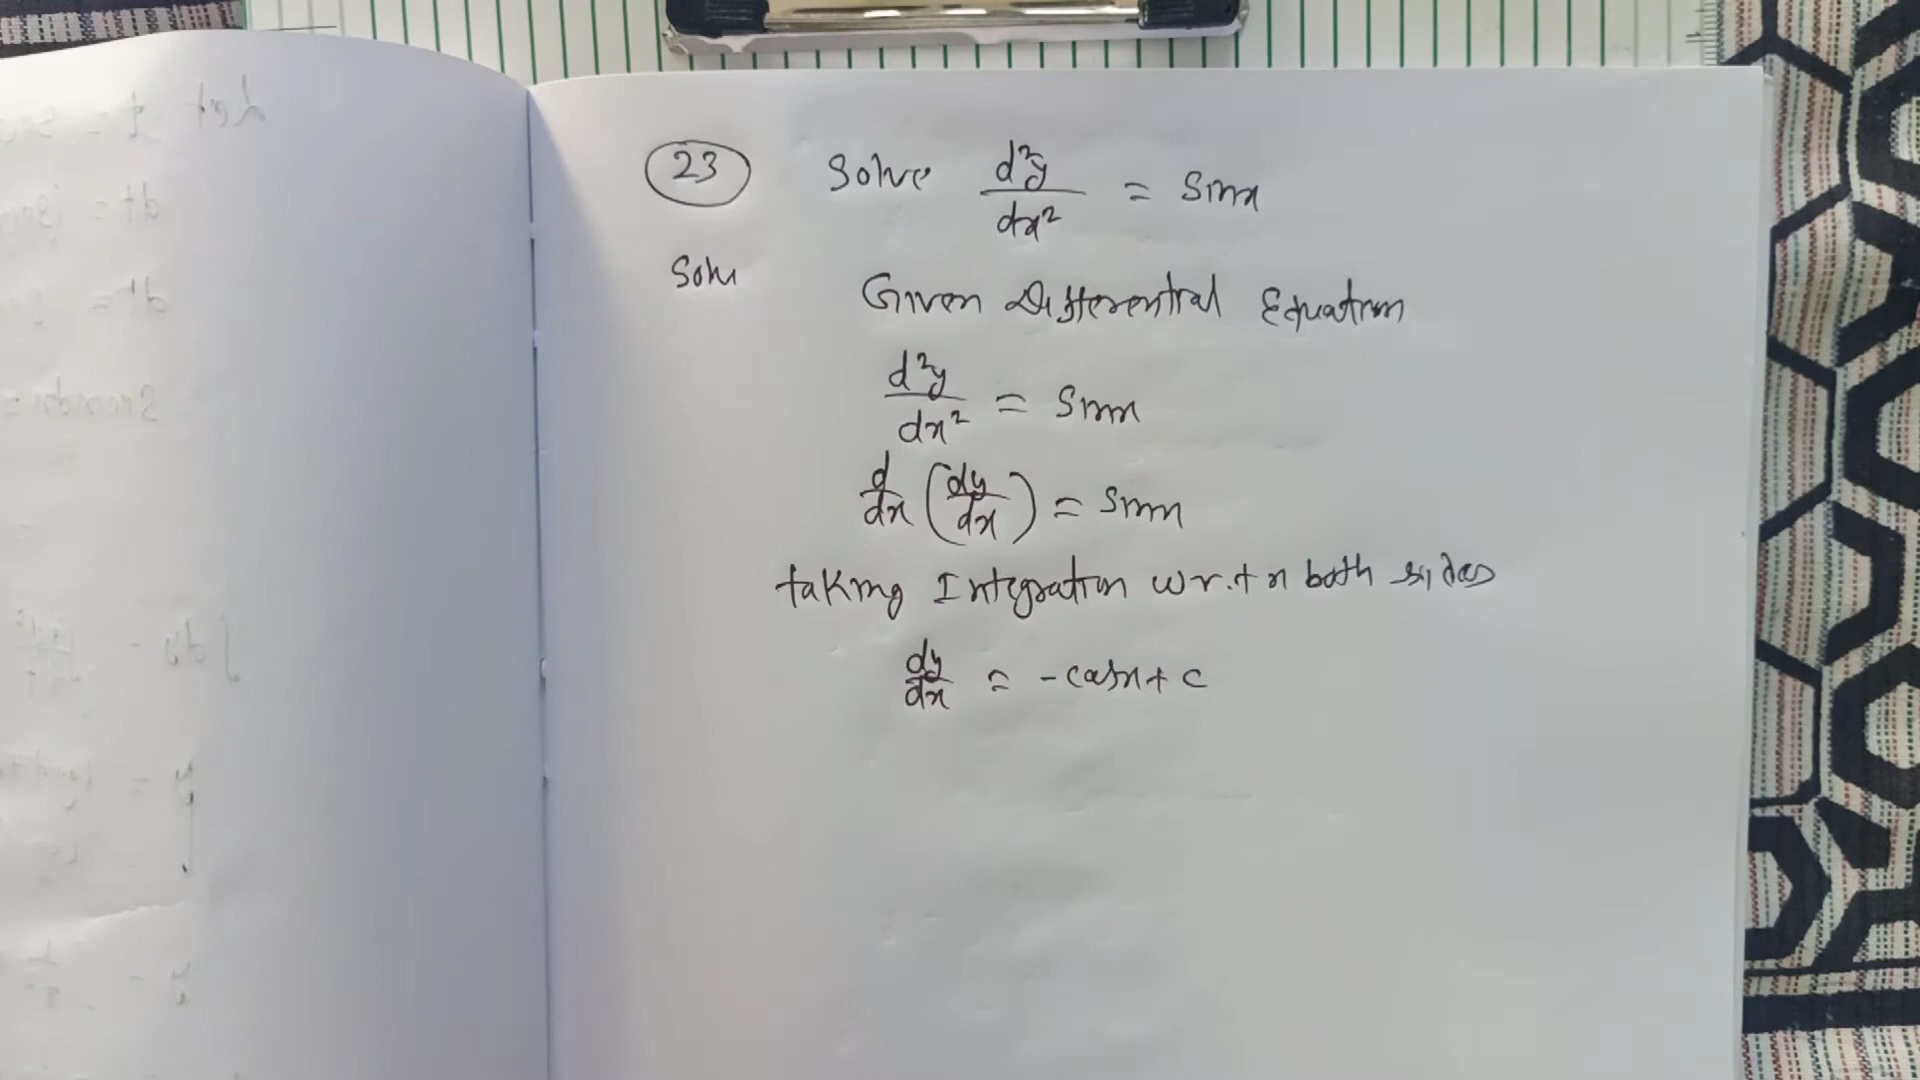 23 Solve d²y/dx² = sinx
Soln
Given Differential Equation
d²y/dx² = sinx
d/dx (dy/dx) = sinx
taking Integration w.r.t x both sides
dy/dx = -cosx + c